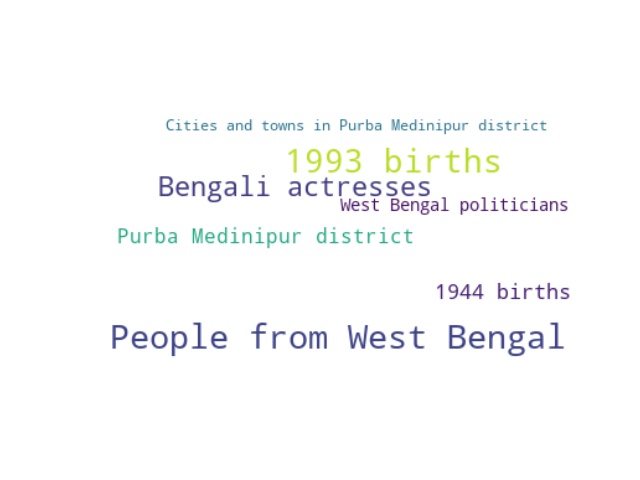 Cities and towns in Purba Medinipur district
1993 births
Bengali actresses
West Bengal politicians
Purba Medinipur district
1944 births
People from West Bengal